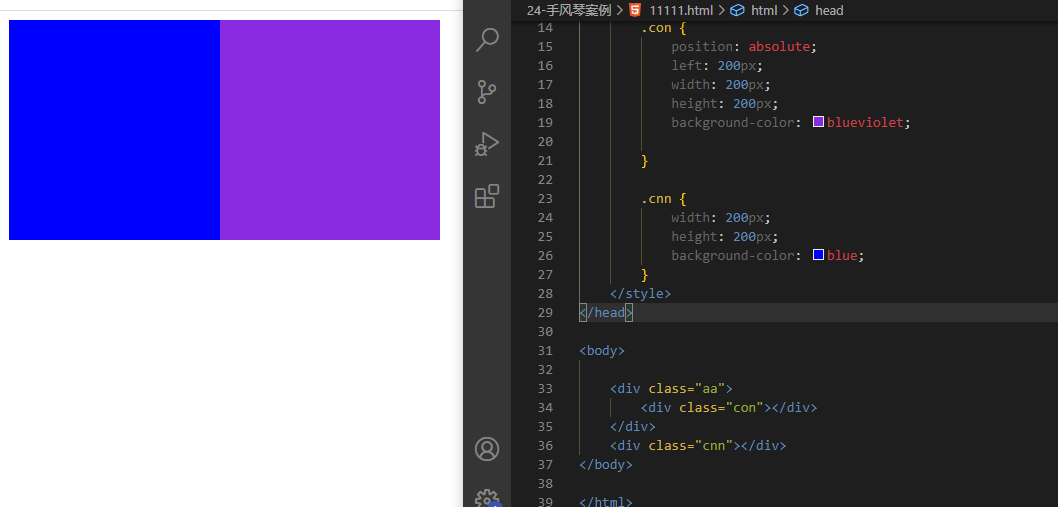 24-手风琴案例 > 11111.html > html > head
14 .con {
15 position: absolute;
16 left: 200px;
17 width: 200px;
18 height: 200px;
19 background-color: blueviolet;
20
21 }
22
23 .cnn {
24 width: 200px;
25 height: 200px;
26 background-color: blue;
27 }
28 </style>
29 </head>
30
31 <body>
32
33 <div class="aa">
34 <div class="con"></div>
35 </div>
36 <div class="cnn"></div>
37 </body>
38
39 </html>